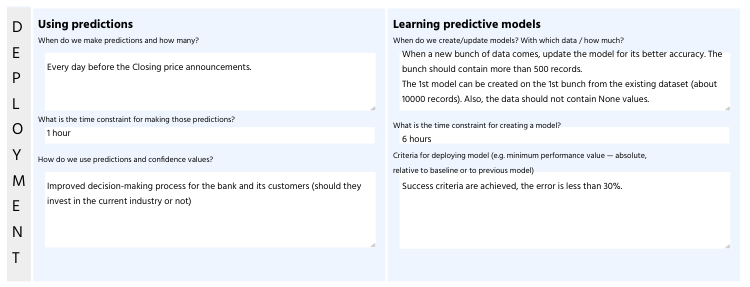 DEPLOYMENT
Using predictions
When do we make predictions and how many?
Every day before the Closing price announcements.
What is the time constraint for making those predictions?
1 hour
How do we use predictions and confidence values?
Improved decision-making process for the bank and its customers (should they
invest in the current industry or not)
Learning predictive models
When do we create/update models? With which data / how much?
When a new bunch of data comes, update the model for its better accuracy. The
bunch should contain more than 500 records.
The 1st model can be created on the 1st bunch from the existing dataset (about
10000 records). Also, the data should not contain None values.
What is the time constraint for creating a model?
6 hours
Criteria for deploying model (e.g. minimum performance value — absolute,
relative to baseline or to previous model)
Success criteria are achieved, the error is less than 30%.